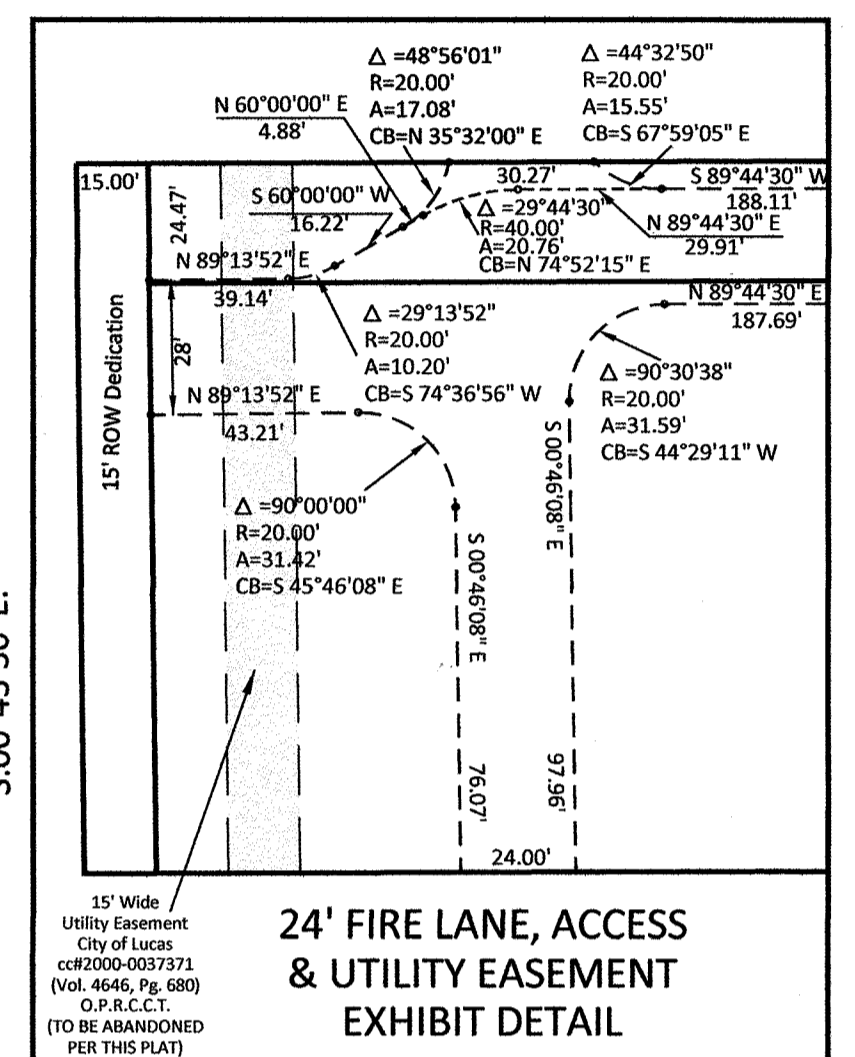 Δ =48°56'01"
R=20.00'
A=17.08'
CB=N 35°32'00" E
Δ =44°32'50"
R=20.00'
A=15.55'
CB=S 67°59'05" E
N 60°00'00" E
4.88'
15.00'
24.47'
S 60°00'00" W
16.22'
30.27'
S 89°44'30" W
188.11'
Δ =29°44'30"
R=40.00'
A=20.76'
CB=N 74°52'15" E
N 89°44'30" E
29.91'
N 89°13'52" E
39.14'
28'
15' ROW Dedication
Δ =29°13'52"
R=20.00'
A=10.20'
CB=S 74°36'56" W
N 89°44'30" E
187.69'
Δ =90°30'38"
R=20.00'
A=31.59'
CB=S 44°29'11" W
N 89°13'52" E
43.21'
Δ =90°00'00"
R=20.00'
A=31.42'
CB=S 45°46'08" E
S 00°46'08" E
76.07'
S 00°46'08" E
97.96'
24.00'
15' Wide
Utility Easement
City of Lucas
cc#2000-0037371
(Vol. 4646, Pg. 680)
O.P.R.C.C.T.
(TO BE ABANDONED
PER THIS PLAT)
24' FIRE LANE, ACCESS
& UTILITY EASEMENT
EXHIBIT DETAIL